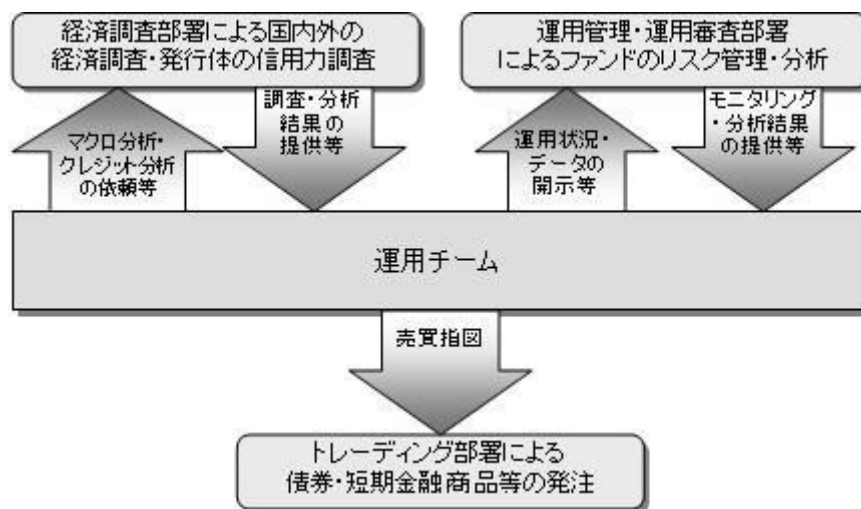 経済調査部署による国内外の
経済調査・発行体の信用力調査
運用管理・運用審査部署
によるファンドのリスク管理・分析
マクロ分析・
クレジット分析
の依頼等
調査・分析
結果の
提供等
運用状況・
データの
開示等
モニタリング
・分析結果
の提供等
運用チーム
売買指図
トレーディング部署による
債券・短期金融商品等の発注